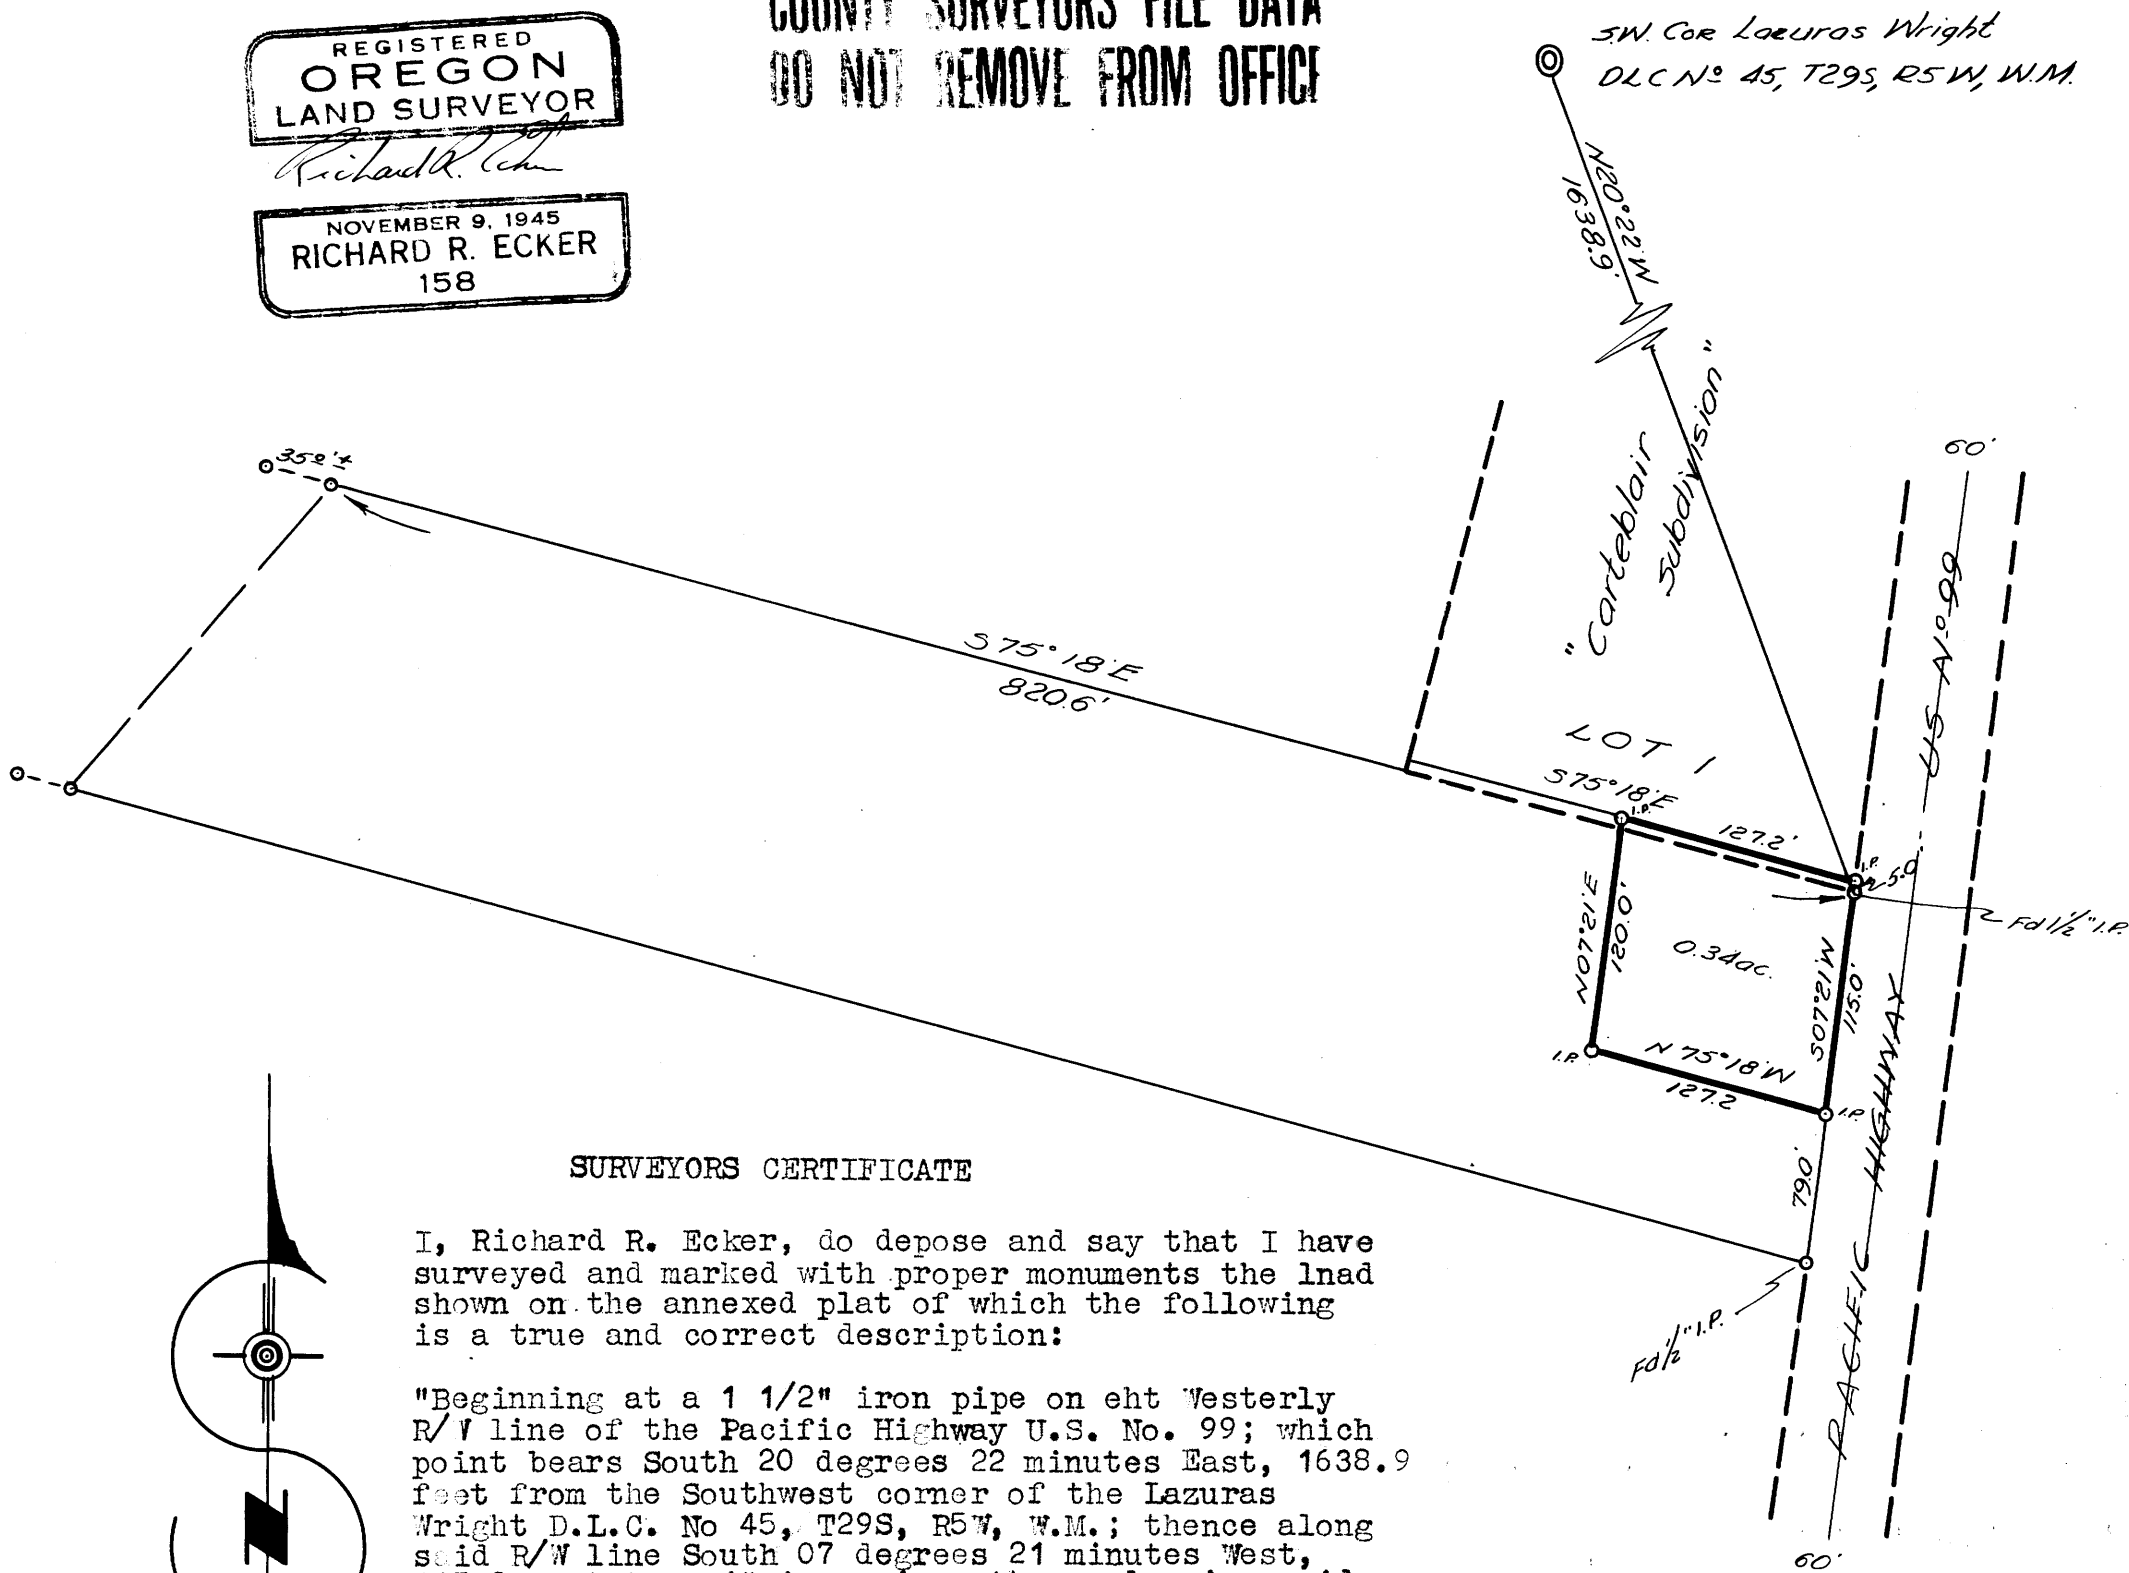 REGISTERED
OREGON
LAND SURVEYOR
Richard R. Ecker
NOVEMBER 9, 1945
RICHARD R. ECKER
158
COUNTY SURVEYORS FILE DATA
DO NOT REMOVE FROM OFFICE
S.W. COR Lazuras Wright
DLC Nº 45, T29S, R5W, W.M.
N20°22'W
1638.9'
"Carteblair
Subdivision"
60'
US Nº 99
35º'±
S 75° 18' E
820.6'
LOT 1
S75°18'E
I.P.
127.2'
I.P.
5.0'
Fd 1/2" I.P.
N07°21'E
120.0'
0.34ac.
S07°21'W
115.0'
I.P.
N 75°18'W
127.2
I.P.
79.0'
PACIFIC HIGHWAY
Fd 1/2" I.P.
60'
SURVEYORS CERTIFICATE
I, Richard R. Ecker, do depose and say that I have
surveyed and marked with proper monuments the lnad
shown on the annexed plat of which the following
is a true and correct description:
"Beginning at a 1 1/2" iron pipe on eht Westerly
R/W line of the Pacific Highway U.S. No. 99; which
point bears South 20 degrees 22 minutes East, 1638.9
feet from the Southwest corner of the Lazuras
Wright D.L.C. No 45, T29S, R5W, W.M.; thence along
said R/W line South 07 degrees 21 minutes West,
N